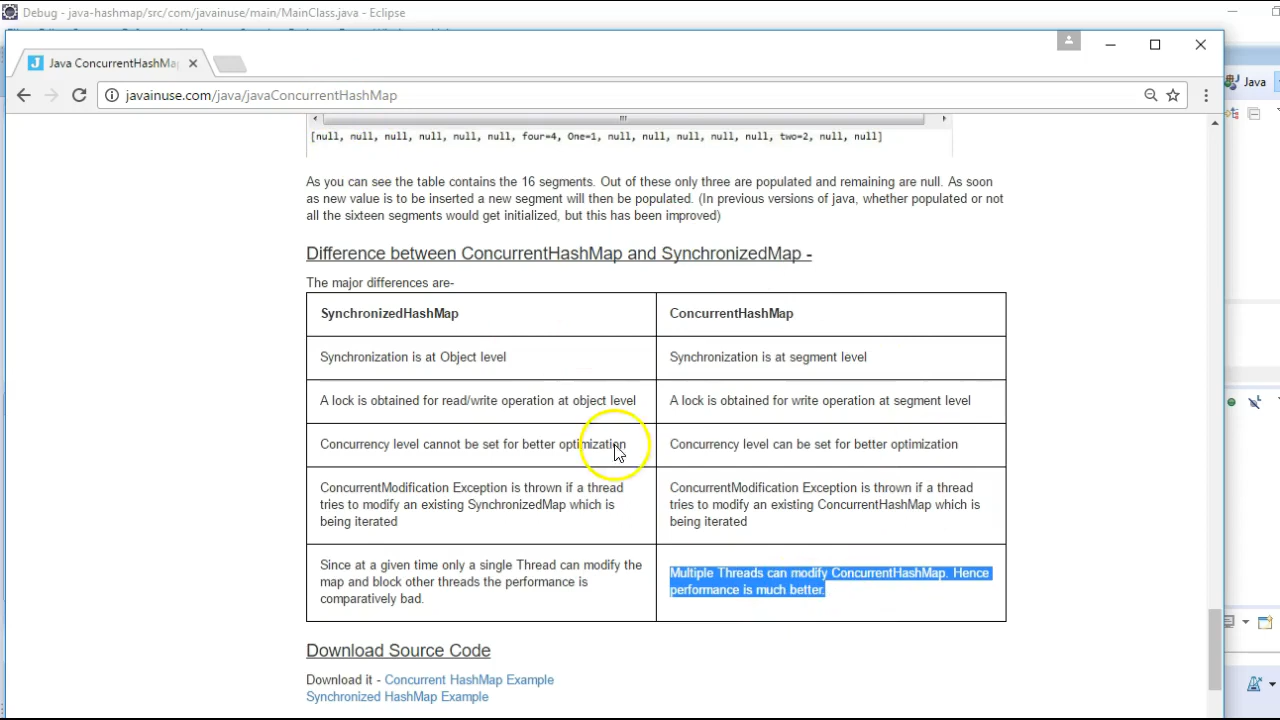 Debug - java-hashmap/src/com/javainuse/main/MainClass.java - Eclipse
Java ConcurrentHashMap
javainuse.com/java/javaConcurrentHashMap
Java
[null, null, null, null, null, null, four=4, One=1, null, null, null, null, null, two=2, null, null]
As you can see the table contains the 16 segments. Out of these only three are populated and remaining are null. As soon
as new value is to be inserted a new segment will then be populated. (In previous versions of java, whether populated or not
all the sixteen segments would get initialized, but this has been improved)
Difference between ConcurrentHashMap and SynchronizedMap -
The major differences are-
SynchronizedHashMap
ConcurrentHashMap
Synchronization is at Object level
Synchronization is at segment level
A lock is obtained for read/write operation at object level
A lock is obtained for write operation at segment level
Concurrency level cannot be set for better optimization
Concurrency level can be set for better optimization
ConcurrentModification Exception is thrown if a thread
tries to modify an existing SynchronizedMap which is
being iterated
ConcurrentModification Exception is thrown if a thread
tries to modify an existing ConcurrentHashMap which is
being iterated
Since at a given time only a single Thread can modify the
map and block other threads the performance is
comparatively bad.
Multiple Threads can modify ConcurrentHashMap. Hence
performance is much better.
Download Source Code
Download it - Concurrent HashMap Example
Synchronized HashMap Example